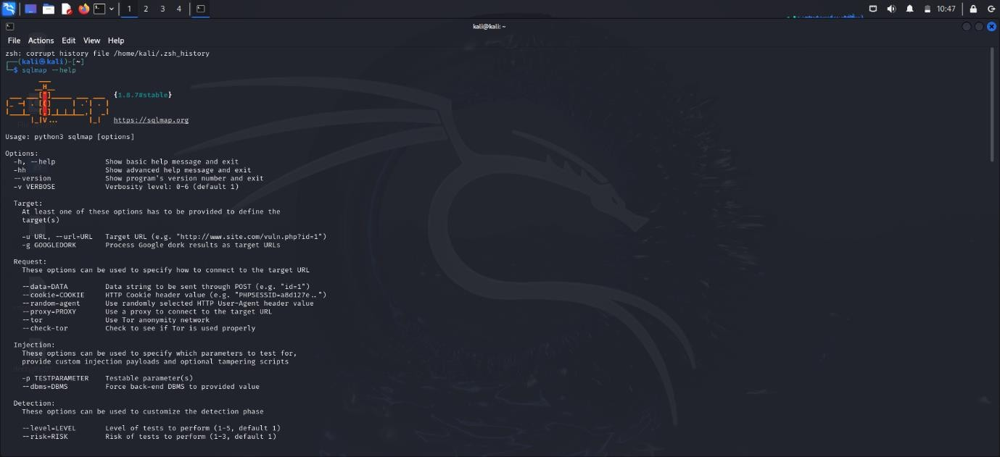 1 2 3 4 10:47
kali@kali: ~
File Actions Edit View Help
zsh: corrupt history file /home/kali/.zsh_history
(kali㉿kali)-[~]
$ sqlmap --help
{1.8.7#stable}
https://sqlmap.org
Usage: python3 sqlmap [options]
Options:
-h, --help Show basic help message and exit
-hh Show advanced help message and exit
--version Show program's version number and exit
-v VERBOSE Verbosity level: 0-6 (default 1)
Target:
At least one of these options has to be provided to define the
target(s)
-u URL, --url=URL Target URL (e.g. "http://www.site.com/vuln.php?id=1")
-g GOOGLEDORK Process Google dork results as target URLs
Request:
These options can be used to specify how to connect to the target URL
--data=DATA Data string to be sent through POST (e.g. "id=1")
--cookie=COOKIE HTTP Cookie header value (e.g. "PHPSESSID=a8d127e..")
--random-agent Use randomly selected HTTP User-Agent header value
--proxy=PROXY Use a proxy to connect to the target URL
--tor Use Tor anonymity network
--check-tor Check to see if Tor is used properly
Injection:
These options can be used to specify which parameters to test for,
provide custom injection payloads and optional tampering scripts
-p TESTPARAMETER Testable parameter(s)
--dbms=DBMS Force back-end DBMS to provided value
Detection:
These options can be used to customize the detection phase
--level=LEVEL Level of tests to perform (1-5, default 1)
--risk=RISK Risk of tests to perform (1-3, default 1)